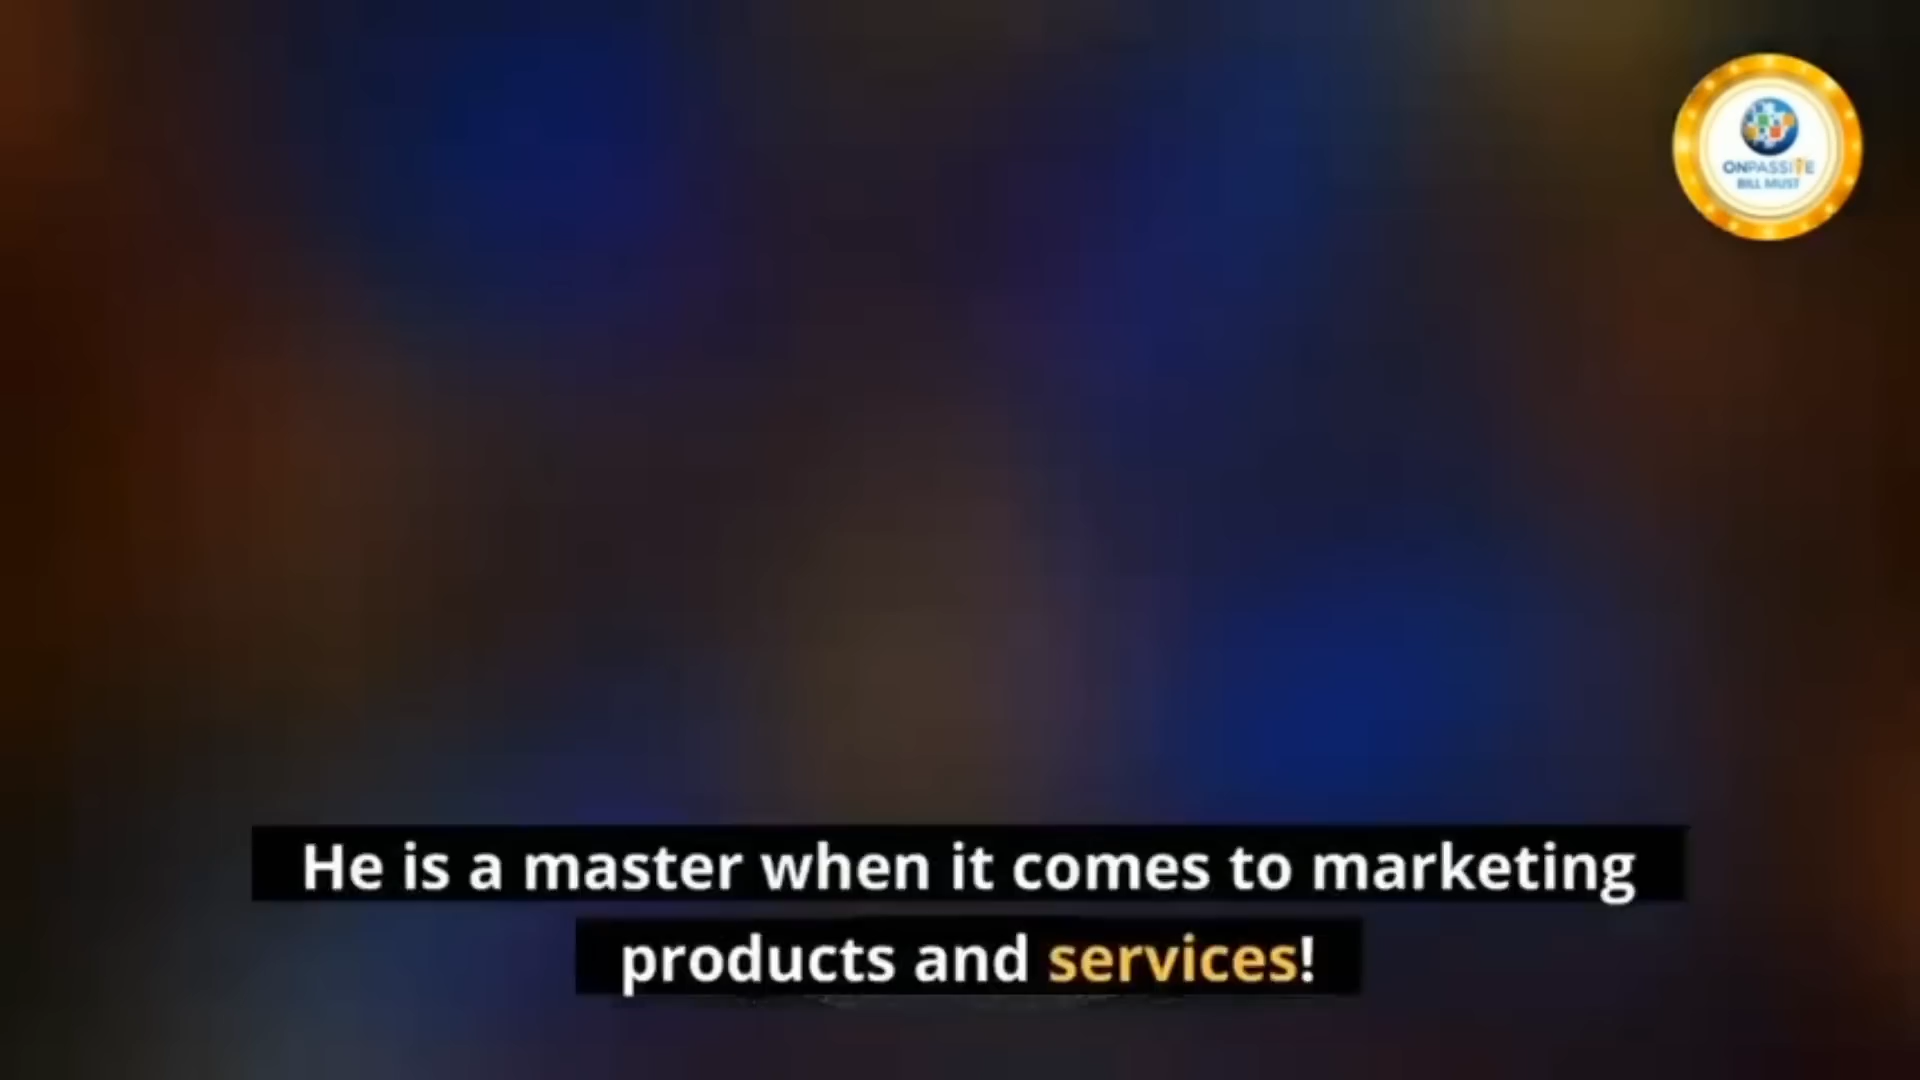 ONPASSIVE
BILL MUST
He is a master when it comes to marketing
products and services!